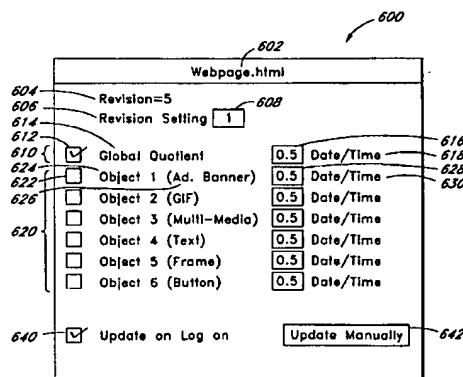 600
602
Webpage.html
604 Revision=5
606 Revision Setting 1 608
614
612 616
610 Global Quotient 0.5 Date/Time 618
624 628
622 Object 1 (Ad. Banner) 0.5 Date/Time 630
626 Object 2 (GIF) 0.5 Date/Time
Object 3 (Multi-Media) 0.5 Date/Time
620 Object 4 (Text) 0.5 Date/Time
Object 5 (Frame) 0.5 Date/Time
Object 6 (Button) 0.5 Date/Time
640 Update on Log on Update Manually 642